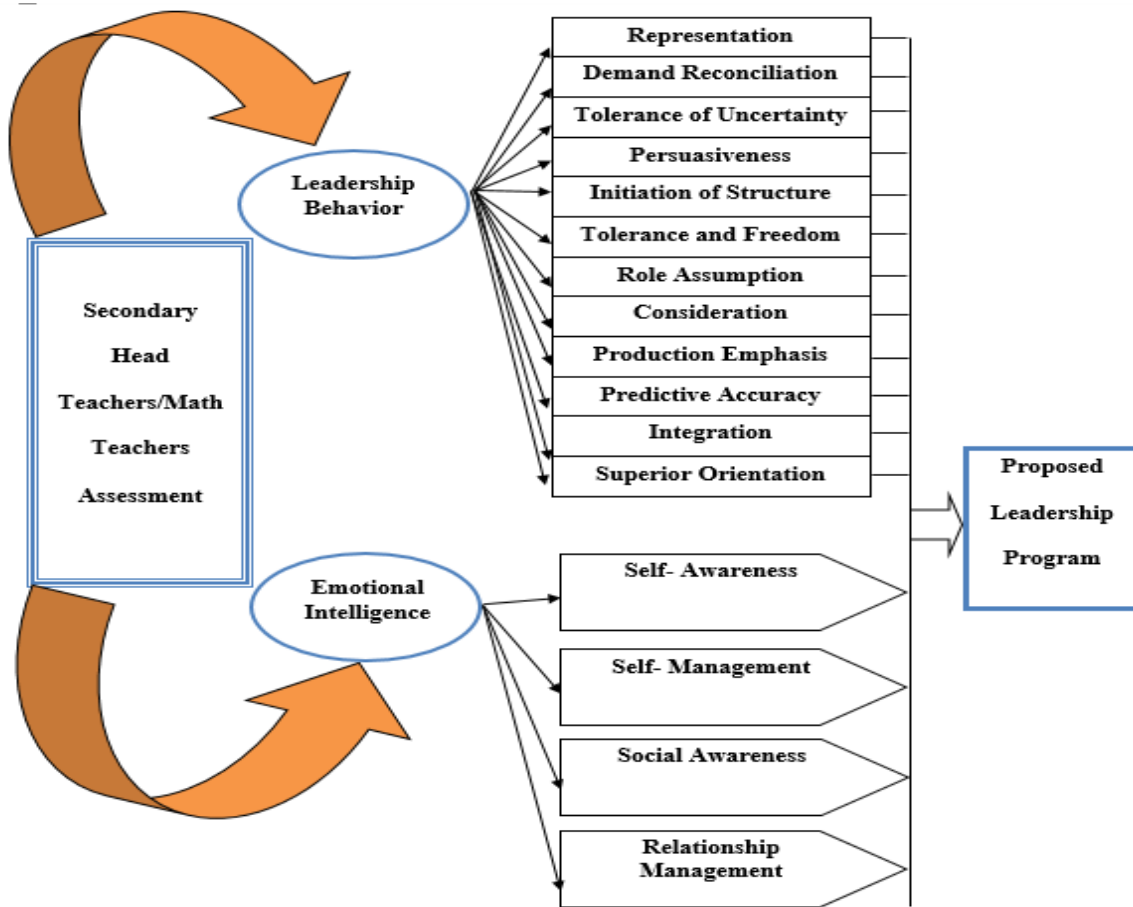 Representation
Demand Reconciliation
Tolerance of Uncertainty
Persuasiveness
Initiation of Structure
Tolerance and Freedom
Role Assumption
Consideration
Production Emphasis
Predictive Accuracy
Integration
Superior Orientation
Leadership
Behavior
Secondary
Head
Teachers/Math
Teachers
Assessment
Emotional
Intelligence
Self- Awareness
Self- Management
Social Awareness
Relationship
Management
Proposed
Leadership
Program